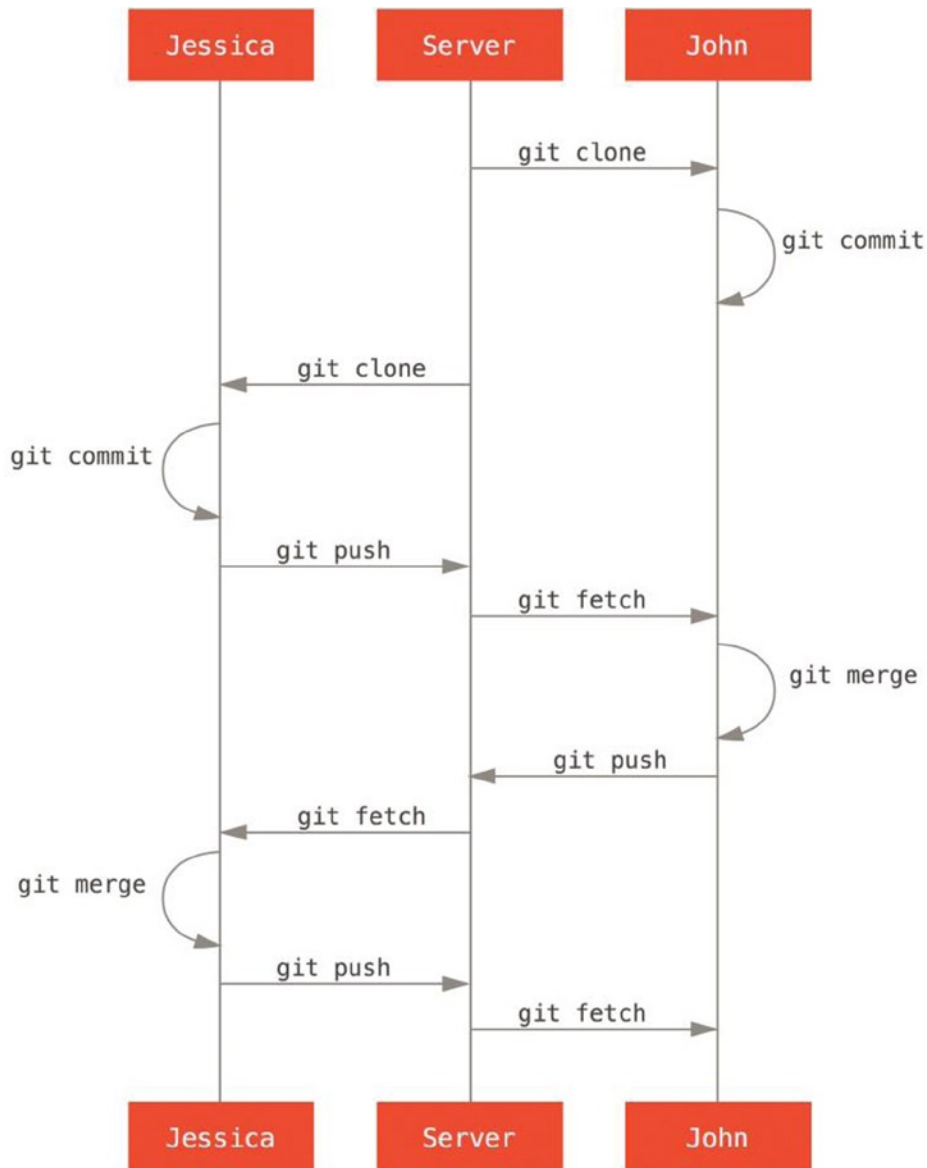 Jessica
Server
John
git clone
git commit
git clone
git commit
git push
git fetch
git merge
git push
git fetch
git merge
git push
git fetch
Jessica
Server
John